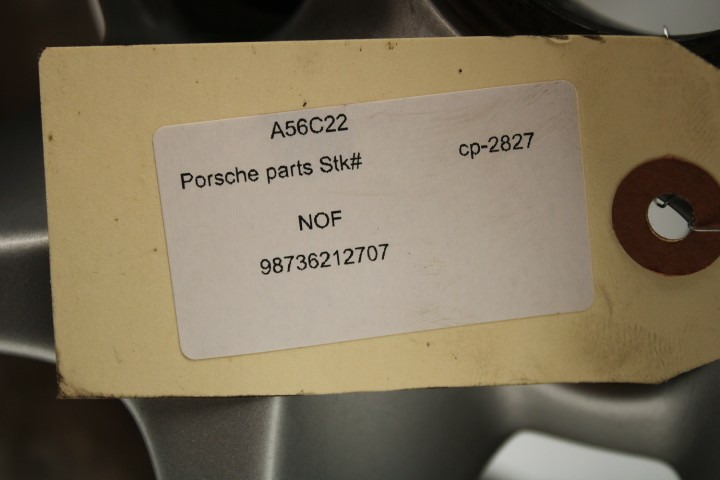 A56C22
Porsche parts Stk# cp-2827
NOF
98736212707